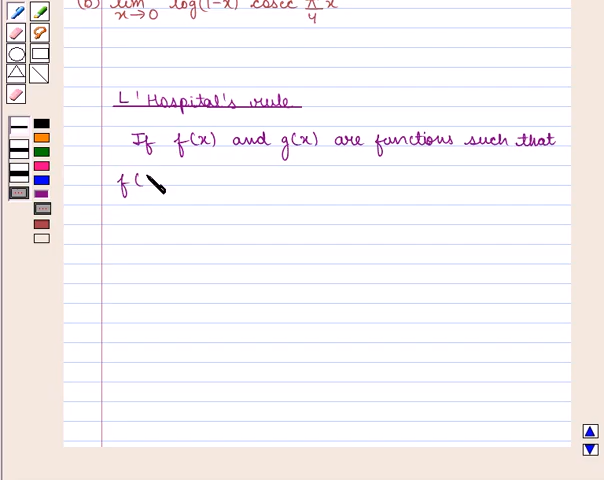 (b) lim x→0 log(1-x) cosec π/4 x
L'Hospital's rule
If f(x) and g(x) are functions such that
f(